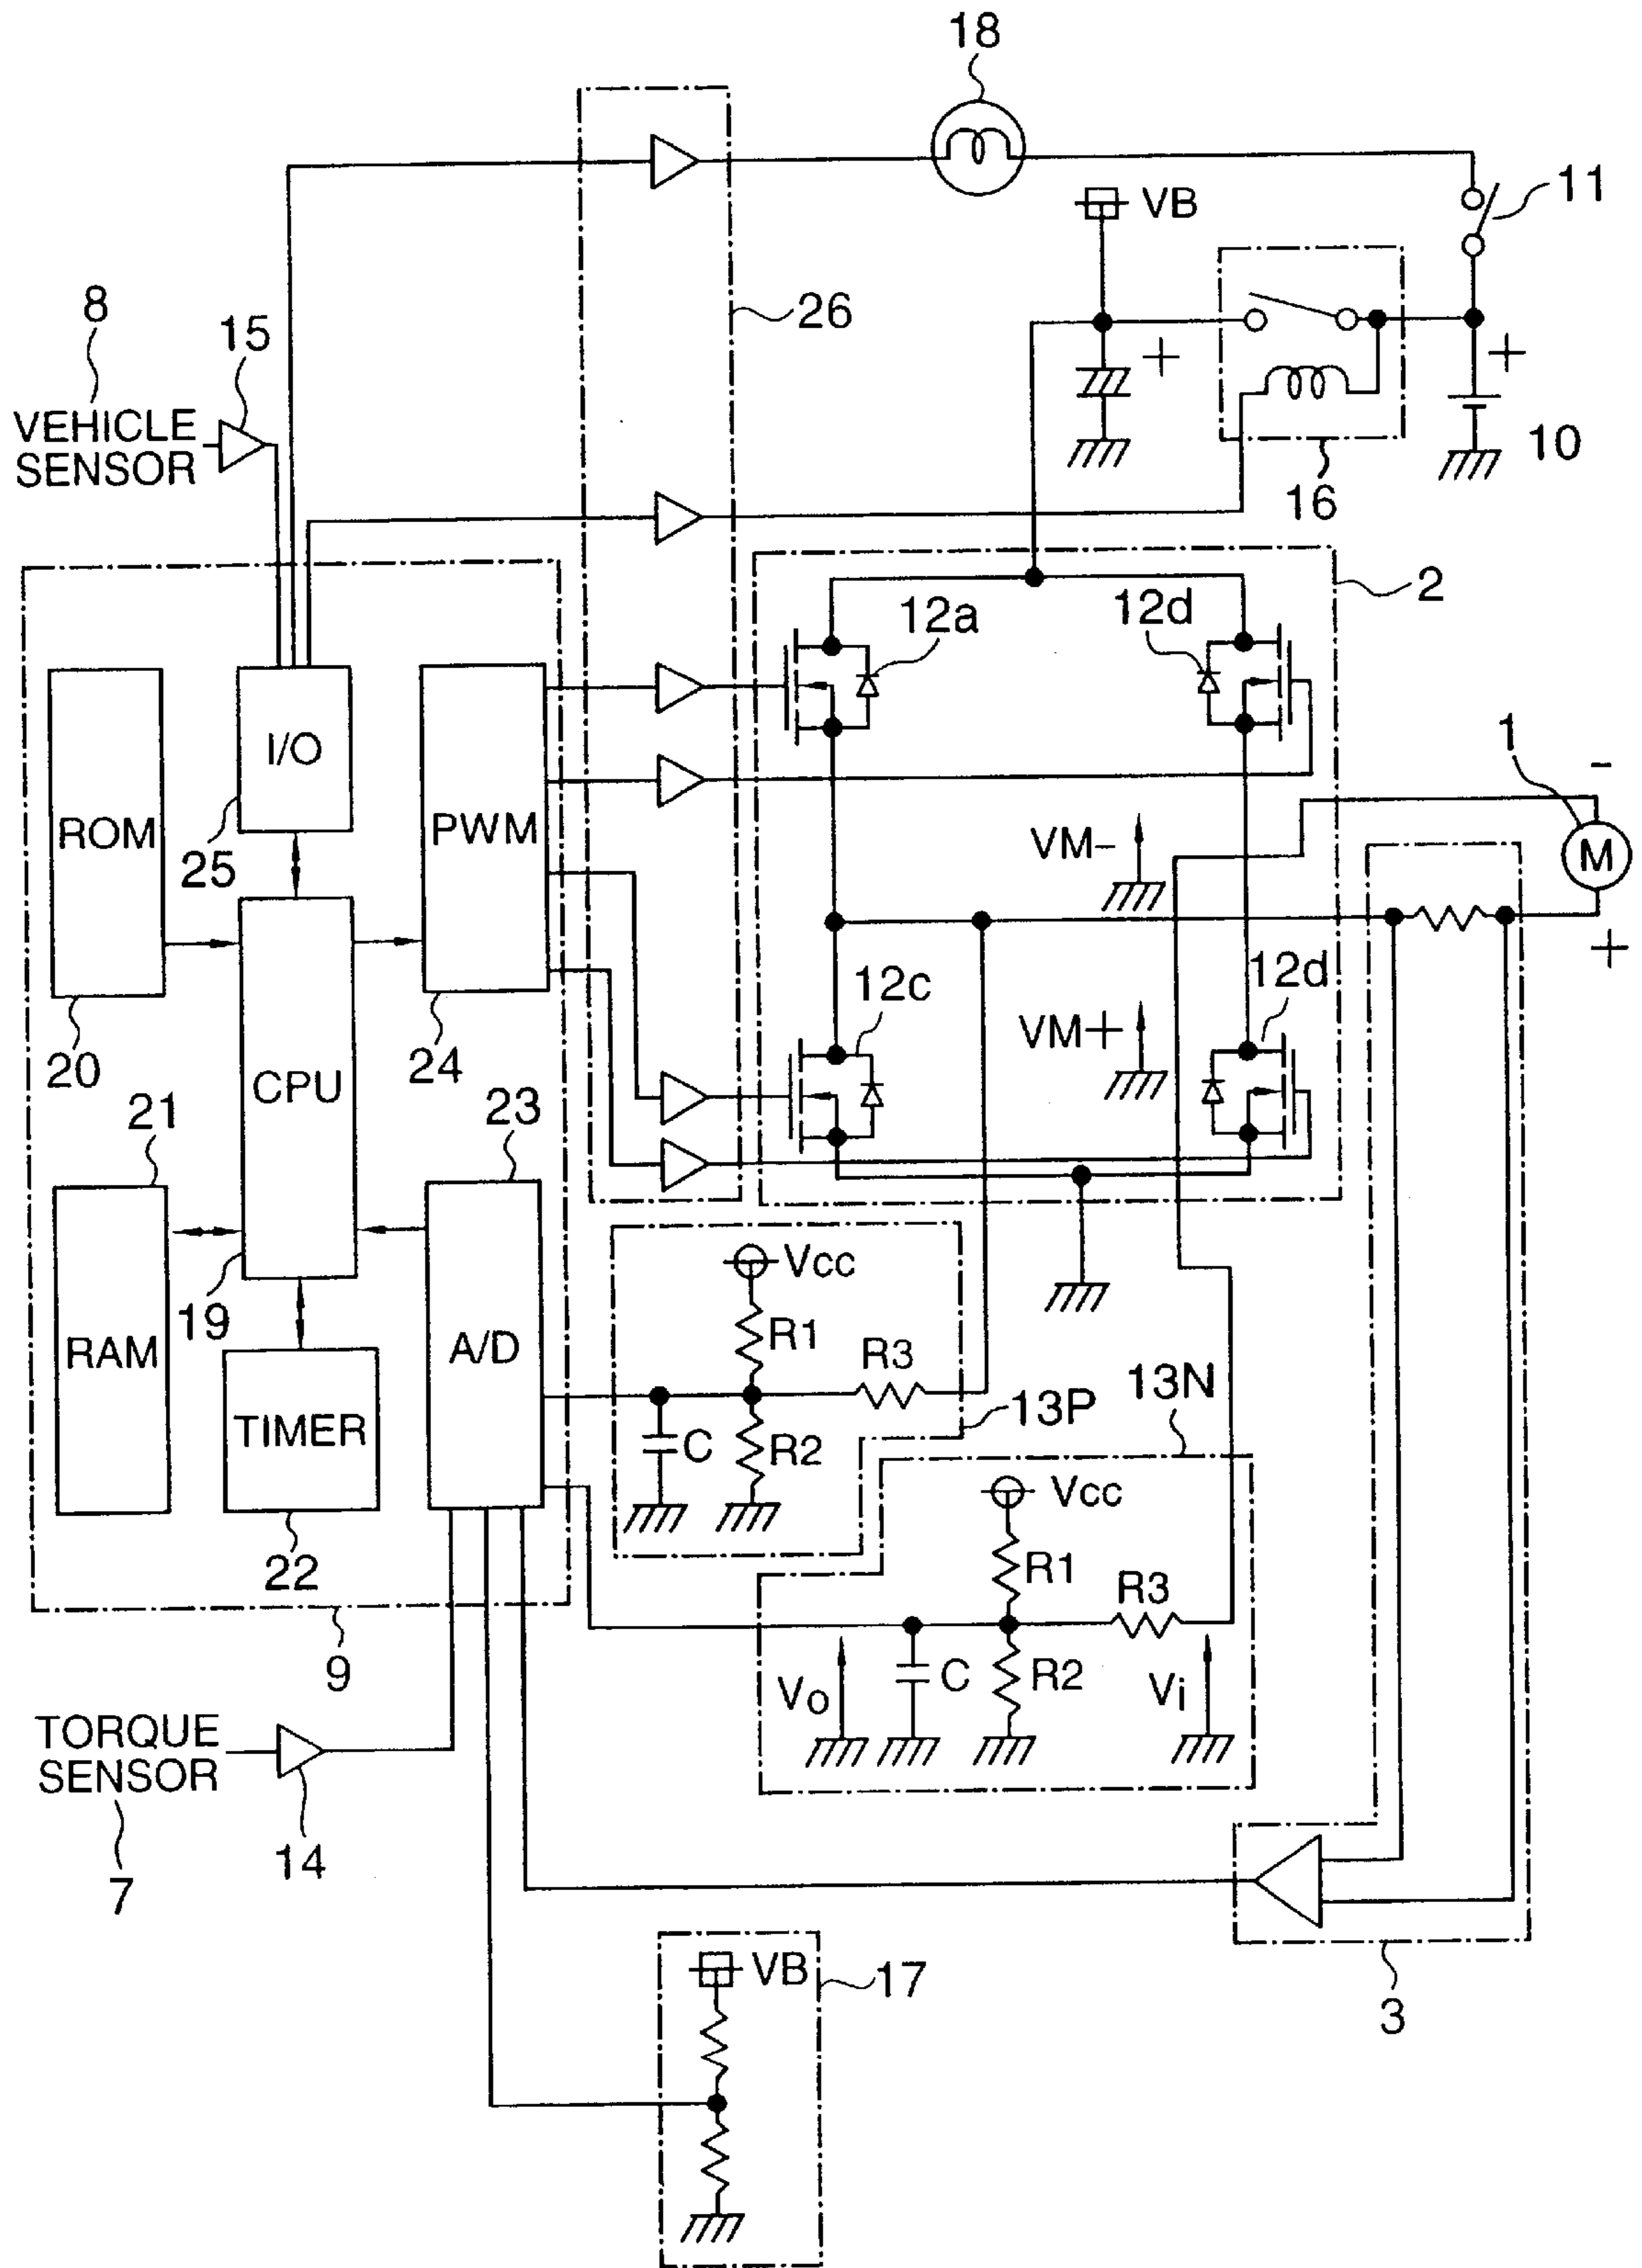 18
VB
11
8
15
26
VEHICLE
SENSOR
+
+
10
16
2
12a
12d
ROM
I/O
PWM
25
1
-
VM-
M
+
20
24
12c
12d
VM+
CPU
21
23
19
RAM
A/D
Vcc
R1
R3
13P
13N
TIMER
C
R2
22
Vcc
R1
R3
9
Vo
C
R2
Vi
TORQUE
SENSOR
14
7
VB
17
3